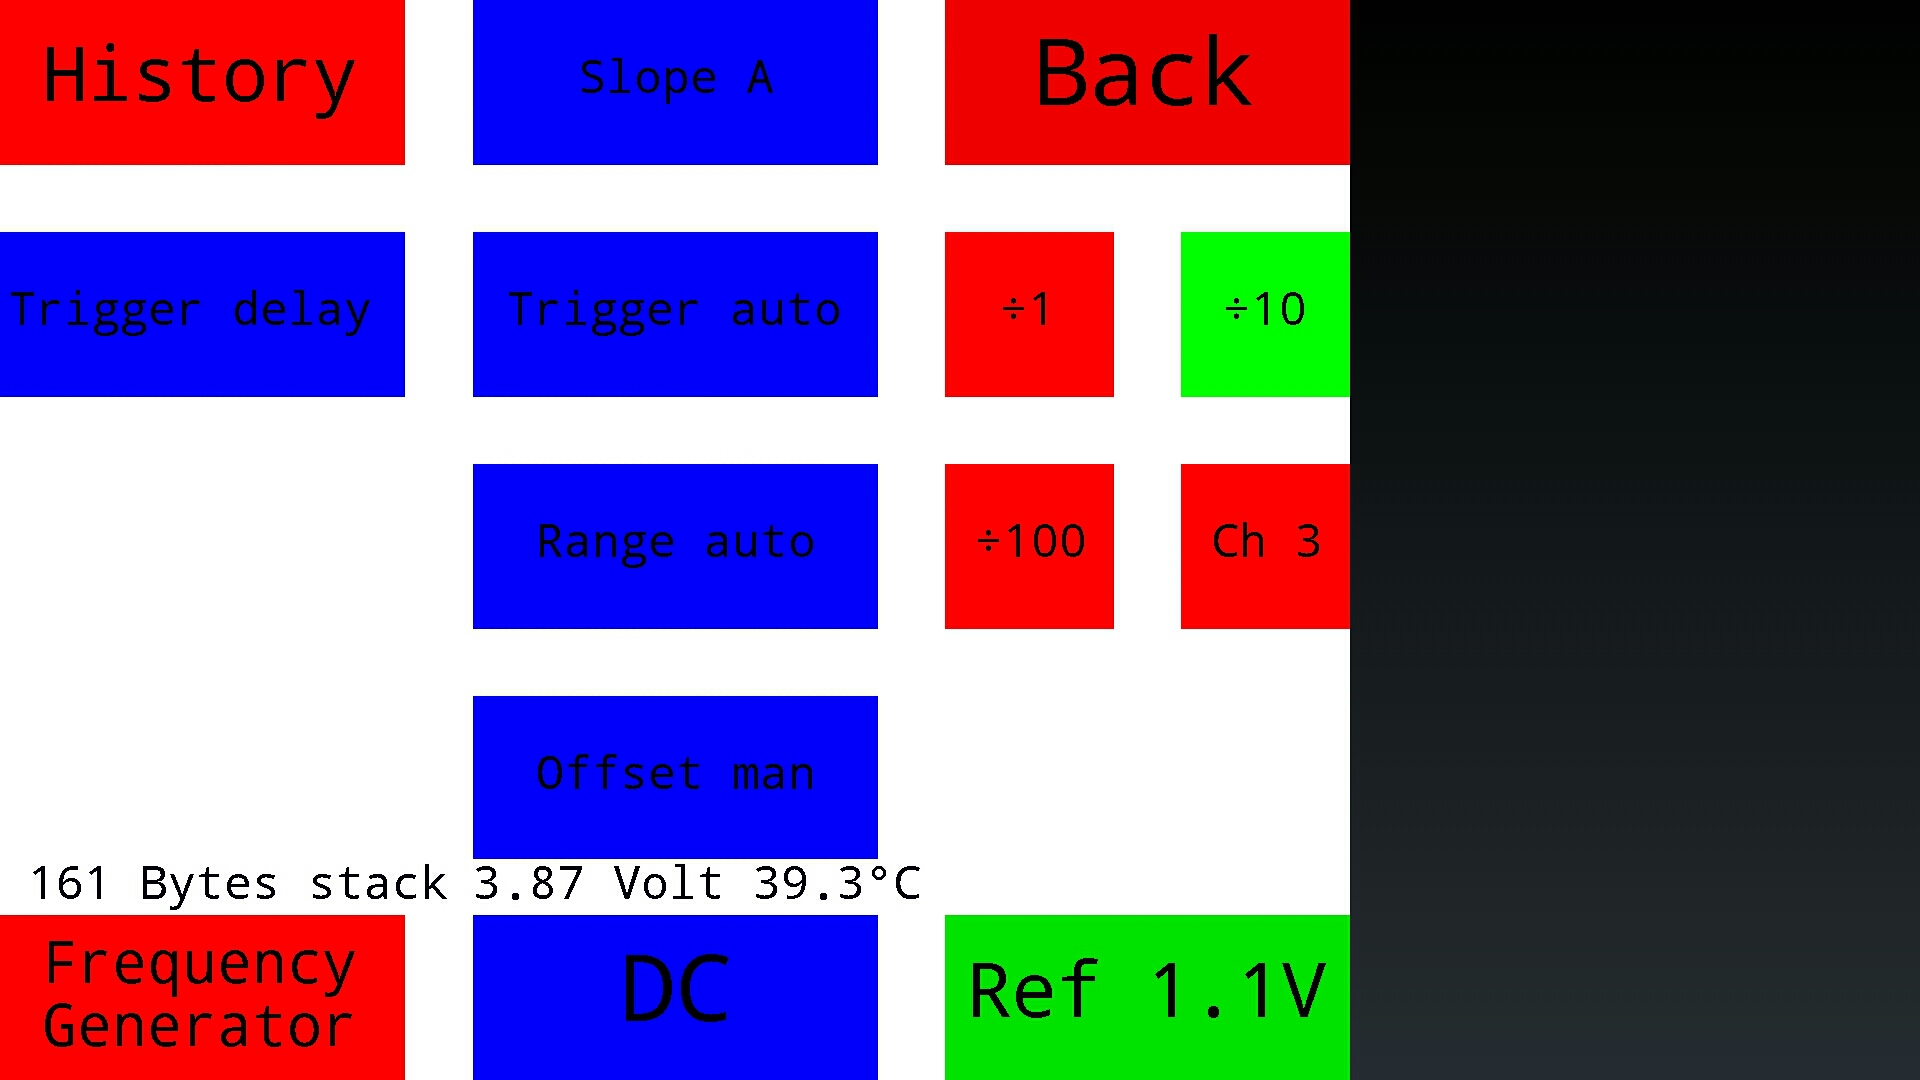 History
Slope A
Back
Trigger delay
Trigger auto
÷1
÷10
Range auto
÷100
Ch 3
Offset man
161 Bytes stack 3.87 Volt 39.3°C
Frequency
Generator
DC
Ref 1.1V